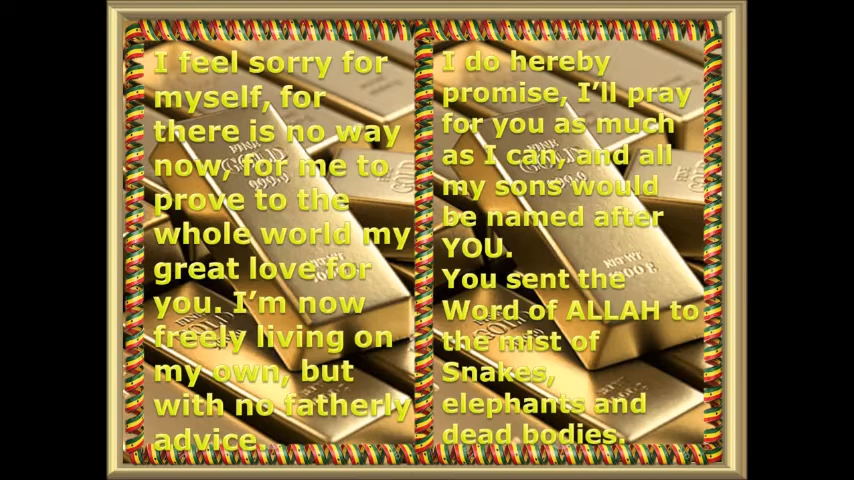 I feel sorry for
myself, for
there is no way
now, for me to
prove to the
whole world my
great love for
you. I’m now
freely living on
my own, but
with no fatherly
advice.
I do hereby
promise, I’ll pray
for you as much
as I can, and all
my sons would
be named after
YOU.
You sent the
Word of ALLAH to
the mist of
Snakes,
elephants and
dead bodies.